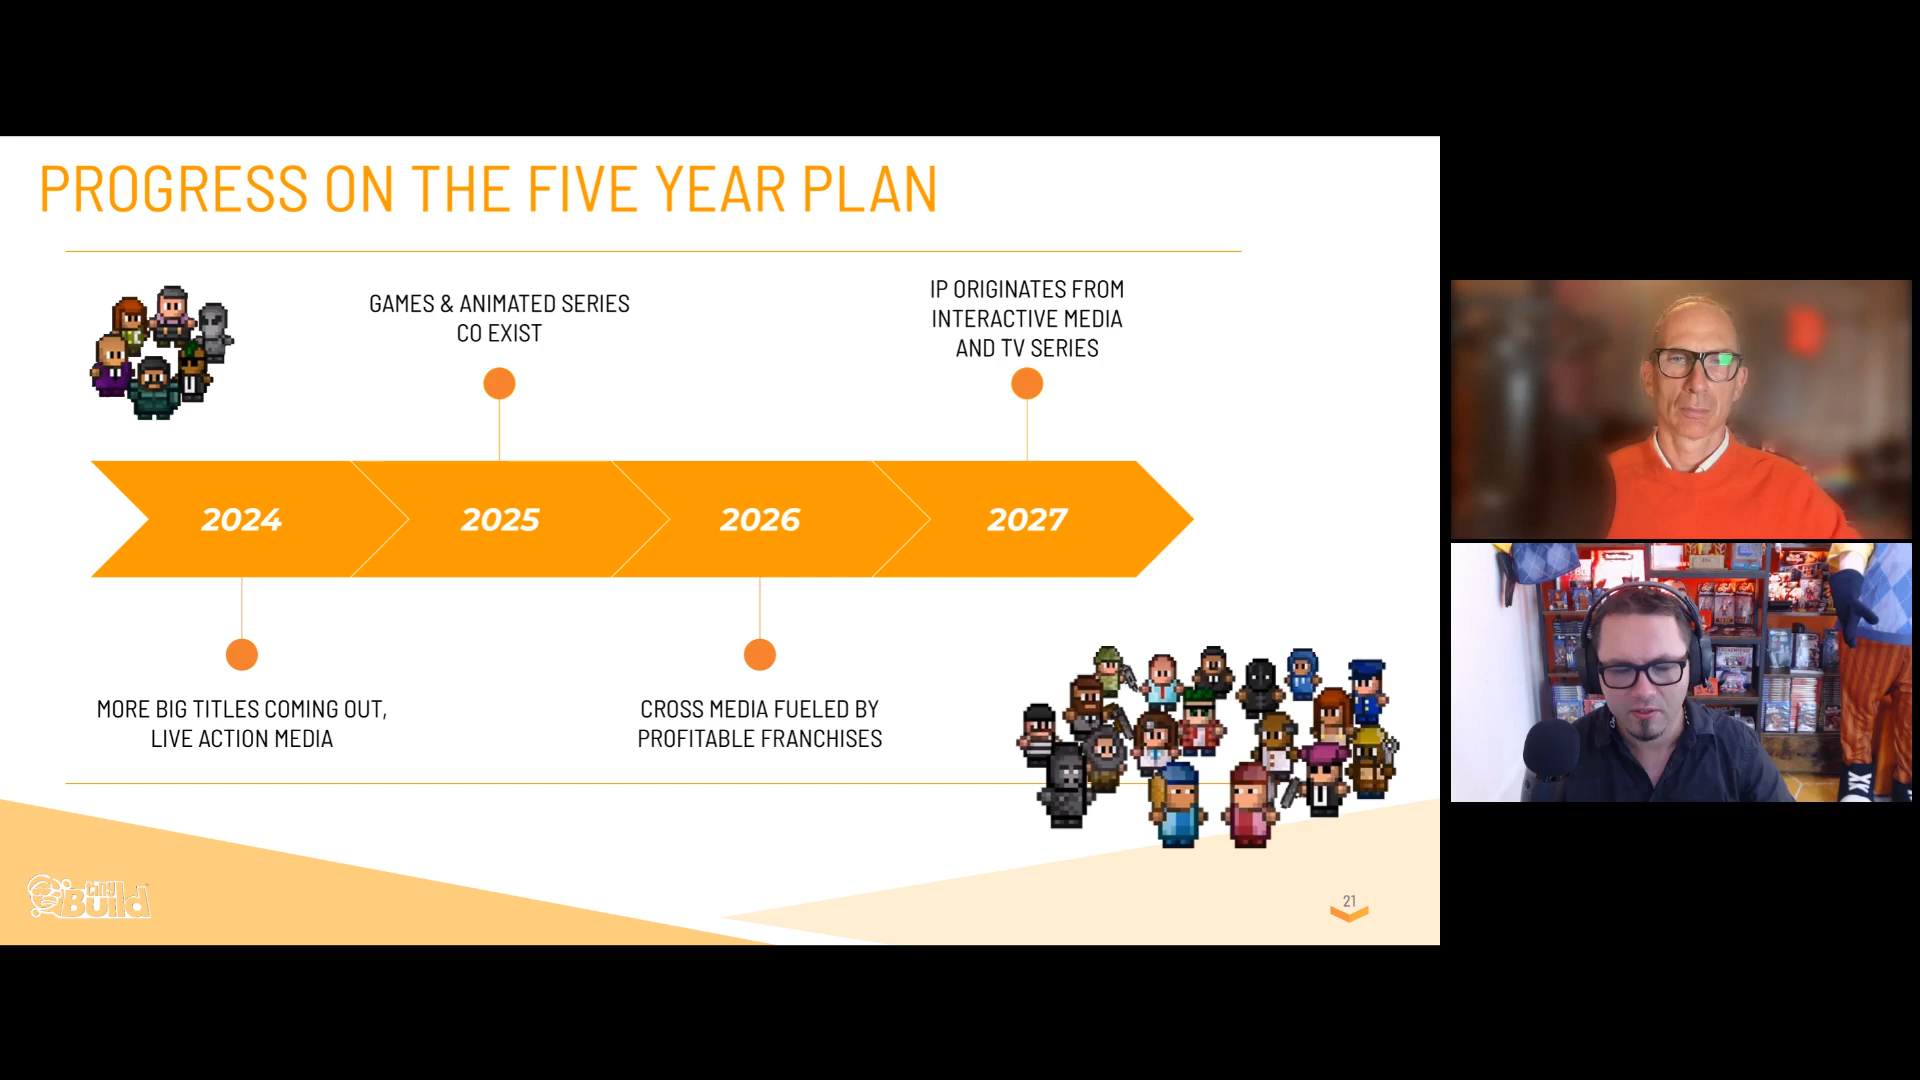 PROGRESS ON THE FIVE YEAR PLAN
GAMES & ANIMATED SERIES
CO EXIST
IP ORIGINATES FROM
INTERACTIVE MEDIA
AND TV SERIES
2024
2025
2026
2027
MORE BIG TITLES COMING OUT,
LIVE ACTION MEDIA
CROSS MEDIA FUELED BY
PROFITABLE FRANCHISES
tiny
Build
21